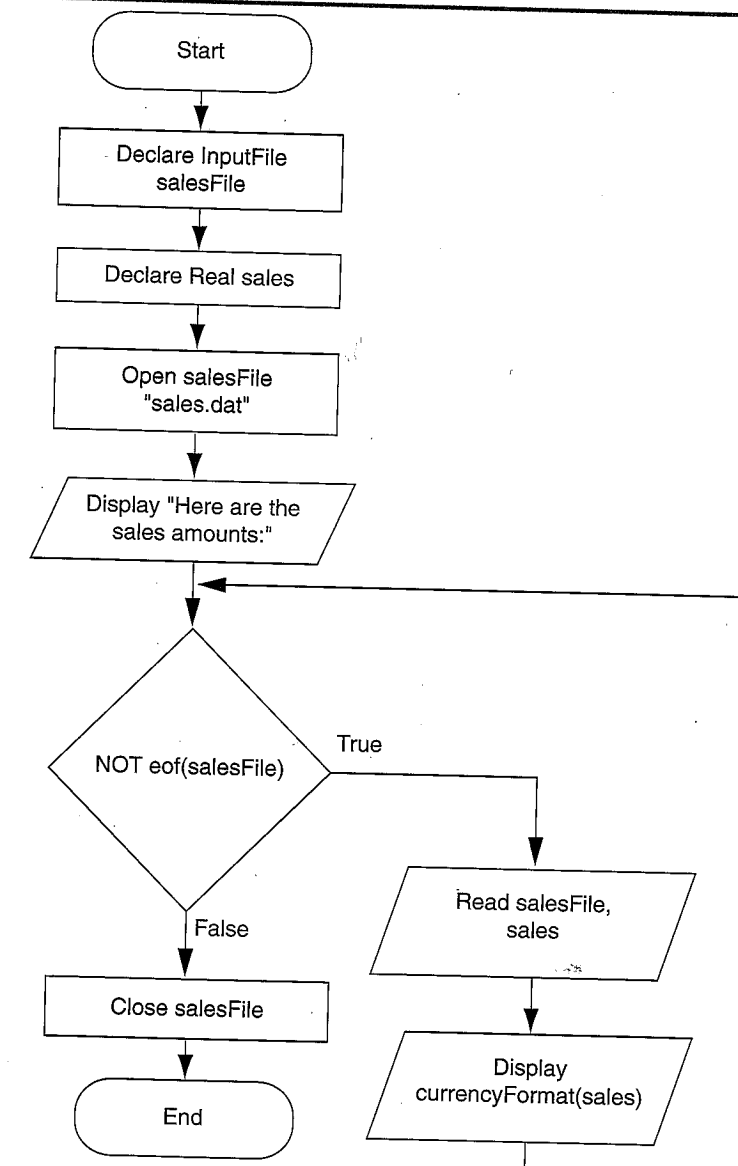 Start
Declare InputFile
salesFile
Declare Real sales
Open salesFile
"sales.dat"
Display "Here are the
sales amounts:"
NOT eof(salesFile)
True
Read salesFile,
sales
Display
currencyFormat(sales)
False
Close salesFile
End